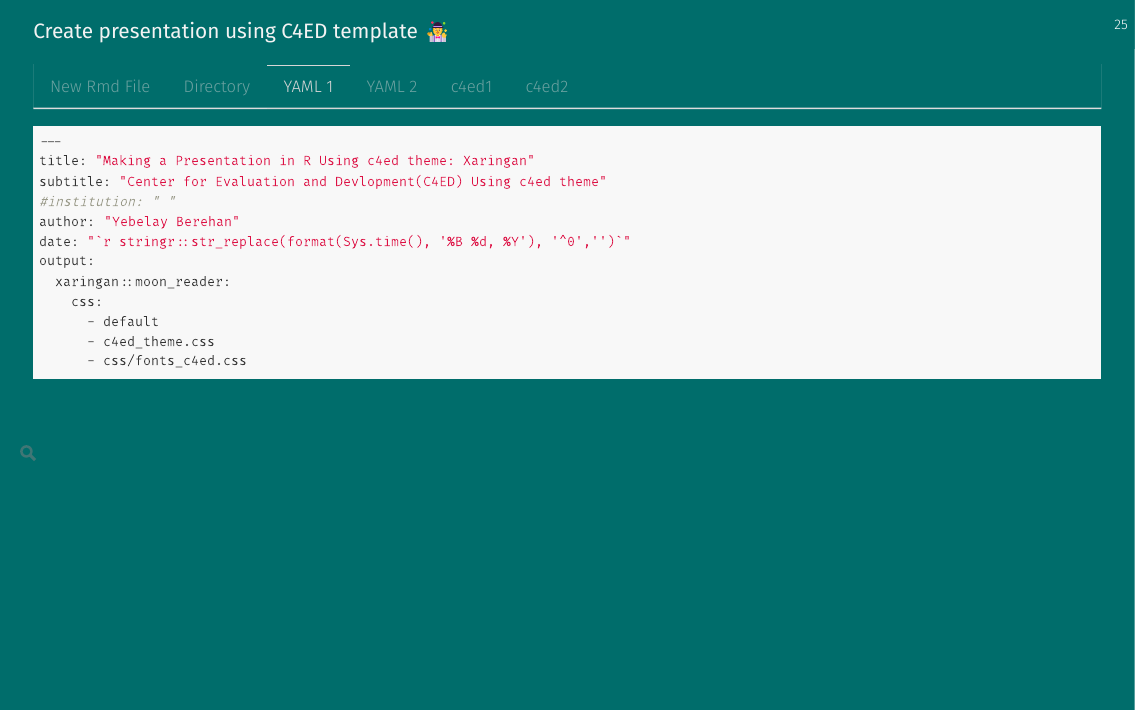 Create presentation using C4ED template
25
New Rmd File Directory YAML 1 YAML 2 c4ed1 c4ed2
---
title: "Making a Presentation in R Using c4ed theme: Xaringan"
subtitle: "Center for Evaluation and Devlopment(C4ED) Using c4ed theme"
#institution: " "
author: "Yebelay Berehan"
date: "`r stringr::str_replace(format(Sys.time(), '%B %d, %Y'), '^0','')`"
output:
  xaringan::moon_reader:
    css:
      - default
      - c4ed_theme.css
      - css/fonts_c4ed.css